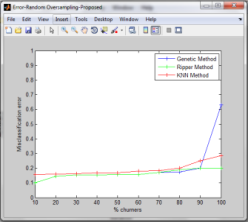 Error-Random Oversampling-Proposed
File Edit View Insert Tools Desktop Window Help
Genetic Method
Ripper Method
KNN Method
Misclassification error
1
0.9
0.8
0.7
0.6
0.5
0.4
0.3
0.2
0.1
0
10 20 30 40 50 60 70 80 90 100
% churners